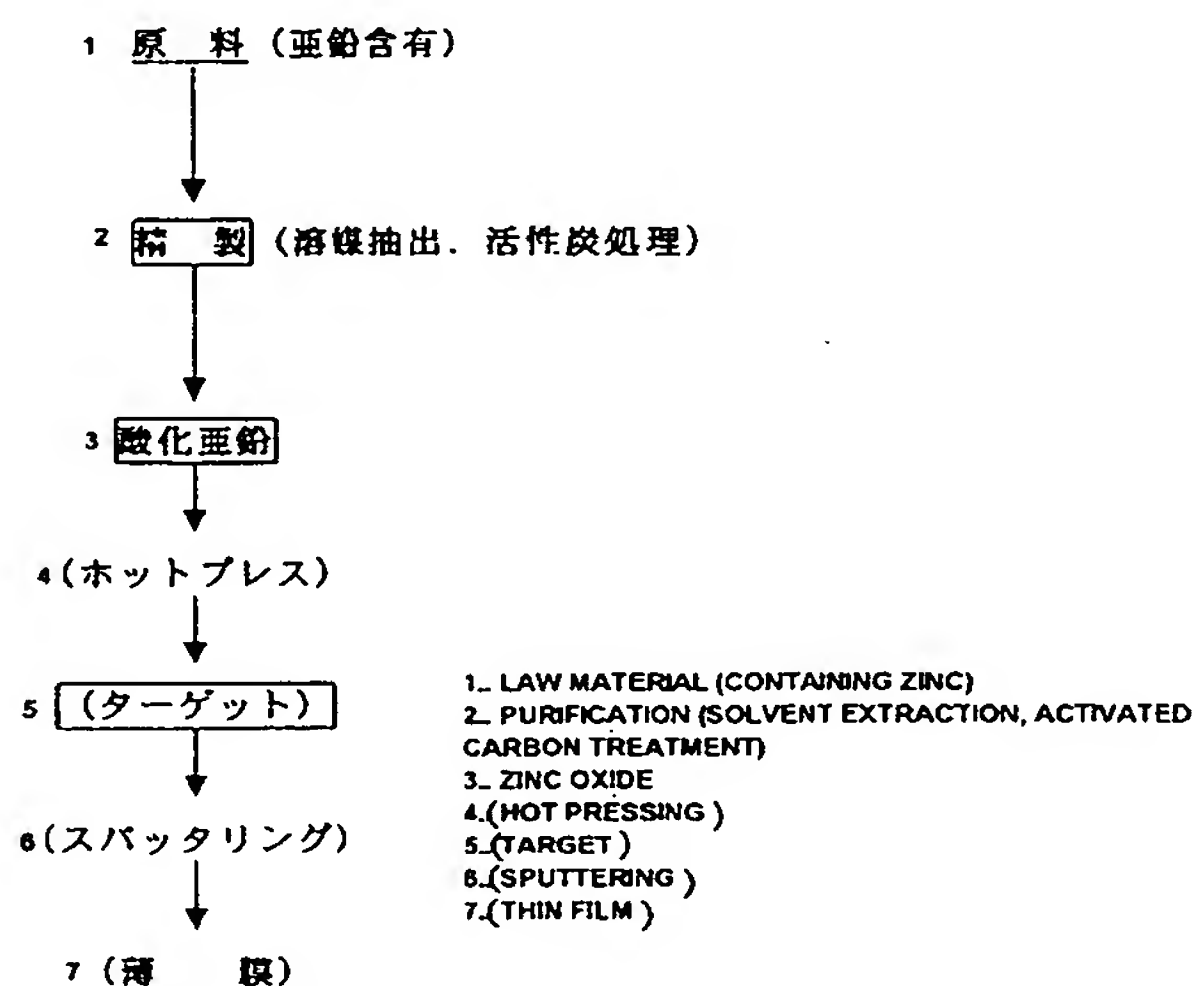 1 原 料 (亜鉛含有)
2 精 製 (溶媒抽出. 活性炭処理)
3 酸化亜鉛
4 (ホットプレス)
5 (ターゲット)
6 (スパッタリング)
7 (薄 膜)
1_ LAW MATERIAL (CONTAINING ZINC)
2_ PURIFICATION (SOLVENT EXTRACTION, ACTIVATED
CARBON TREATMENT)
3_ ZINC OXIDE
4.(HOT PRESSING )
5_(TARGET )
6_(SPUTTERING )
7_(THIN FILM )